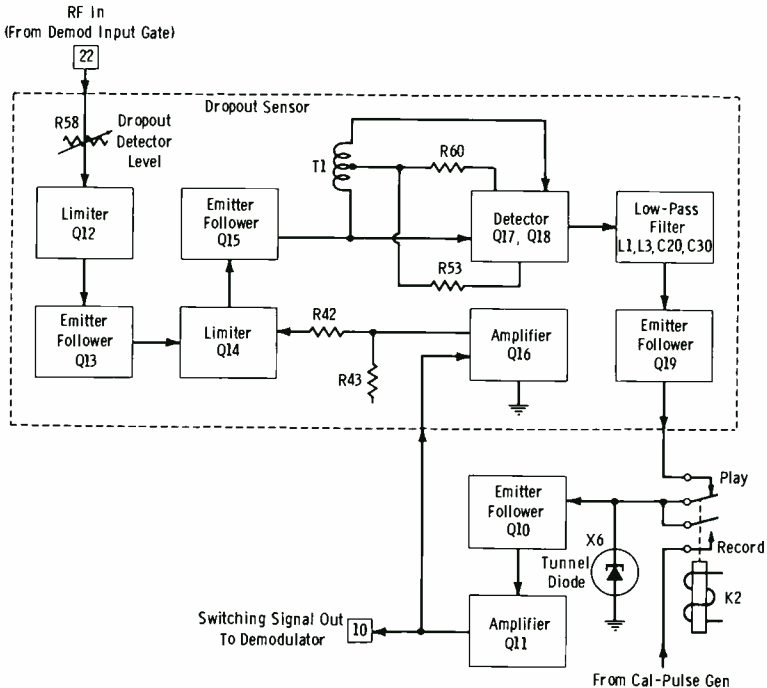 RF In
(From Demod Input Gate)
22
Dropout Sensor
R58
Dropout
Detector
Level
T1
R60
Limiter
Q12
Emitter
Follower
Q15
Detector
Q17, Q18
Low-Pass
Filter
L1, L3, C20, C30
R53
Emitter
Follower
Q13
Limiter
Q14
R42
R43
Amplifier
Q16
Emitter
Follower
Q19
Play
Emitter
Follower
Q10
X6
Tunnel
Diode
Record
K2
Switching Signal Out
To Demodulator
10
Amplifier
Q11
From Cal-Pulse Gen